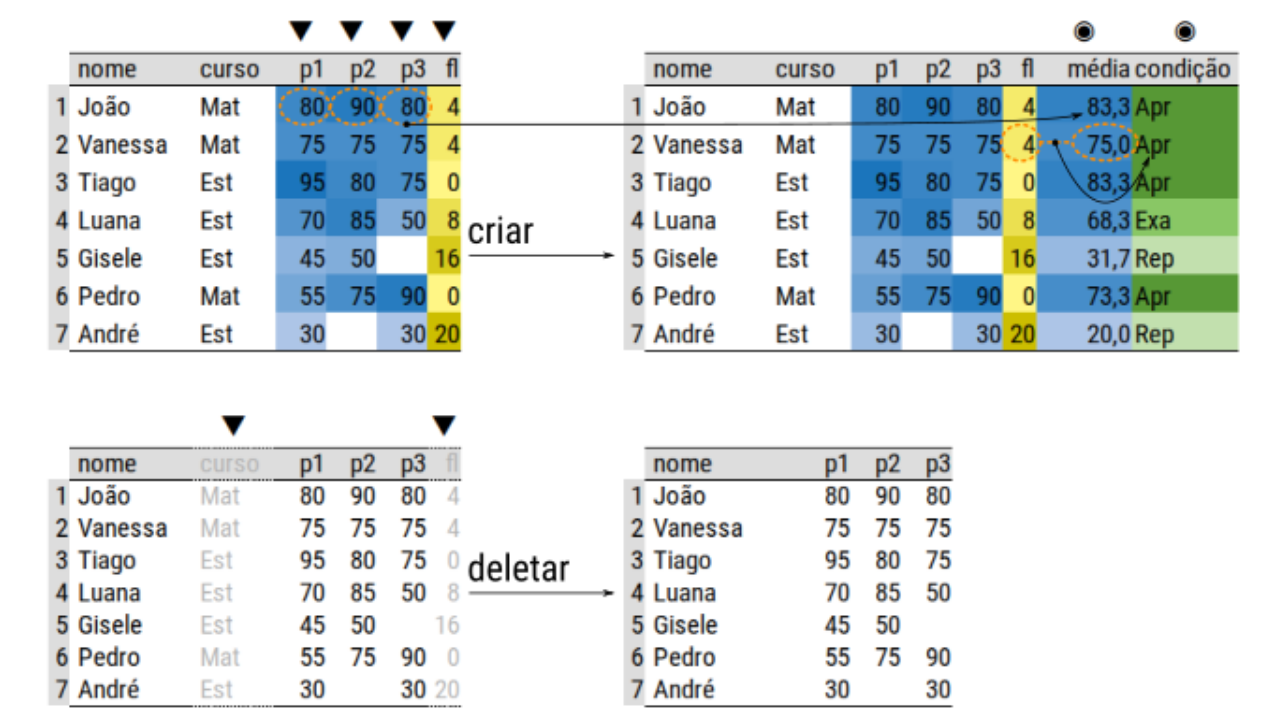 nome curso p1 p2 p3 fl
1 João Mat 80 90 80 4
2 Vanessa Mat 75 75 75 4
3 Tiago Est 95 80 75 0
4 Luana Est 70 85 50 8
5 Gisele Est 45 50 16
6 Pedro Mat 55 75 90 0
7 André Est 30 30 20
criar
nome curso p1 p2 p3 fl média condição
1 João Mat 80 90 80 4 83,3 Apr
2 Vanessa Mat 75 75 75 4 75,0 Apr
3 Tiago Est 95 80 75 0 83,3 Apr
4 Luana Est 70 85 50 8 68,3 Exa
5 Gisele Est 45 50 16 31,7 Rep
6 Pedro Mat 55 75 90 0 73,3 Apr
7 André Est 30 30 20 20,0 Rep
nome curso p1 p2 p3 fl
1 João Mat 80 90 80 4
2 Vanessa Mat 75 75 75 4
3 Tiago Est 95 80 75 0
4 Luana Est 70 85 50 8
5 Gisele Est 45 50 16
6 Pedro Mat 55 75 90 0
7 André Est 30 30 20
deletar
nome p1 p2 p3
1 João 80 90 80
2 Vanessa 75 75 75
3 Tiago 95 80 75
4 Luana 70 85 50
5 Gisele 45 50
6 Pedro 55 75 90
7 André 30 30